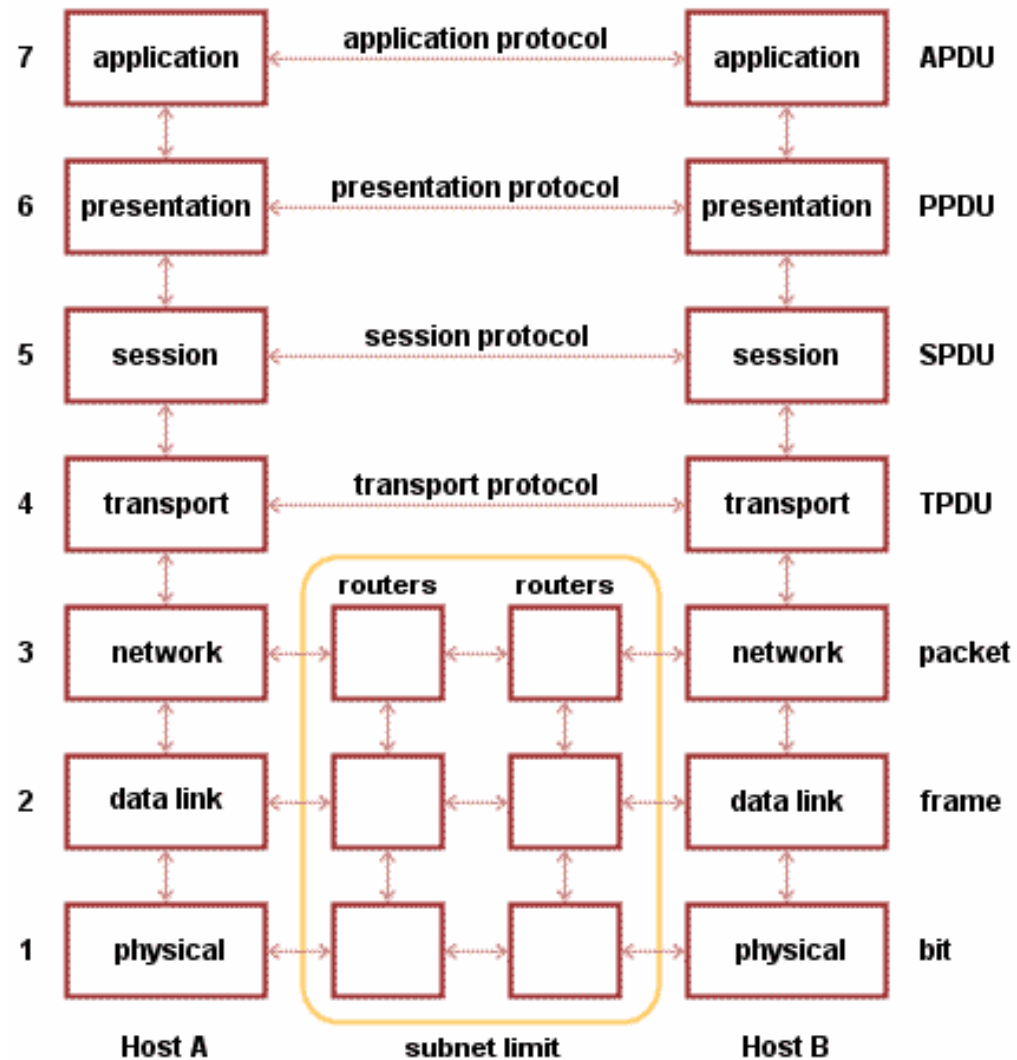 7 application application protocol application APDU
6 presentation presentation protocol presentation PPDU
5 session session protocol session SPDU
4 transport transport protocol transport TPDU
routers routers
3 network network packet
2 data link data link frame
1 physical physical bit
Host A subnet limit Host B